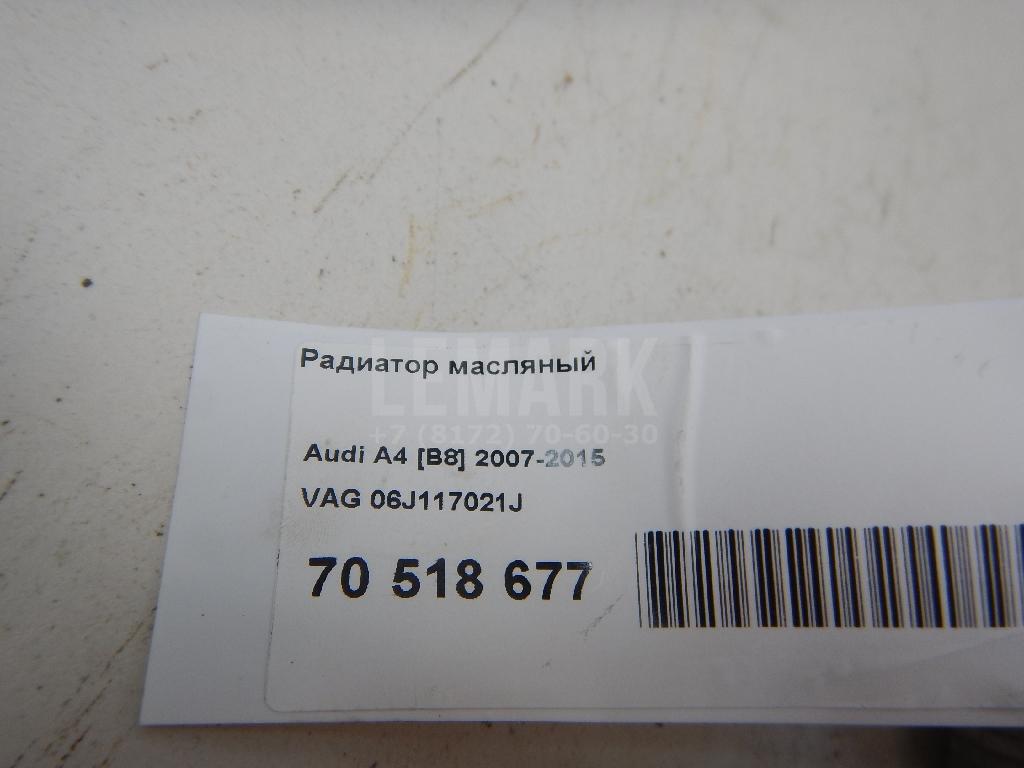 Радиатор масляный
LEMARK
+7 (8172) 70-60-30
Audi A4 [B8] 2007-2015
VAG 06J117021J
70 518 677